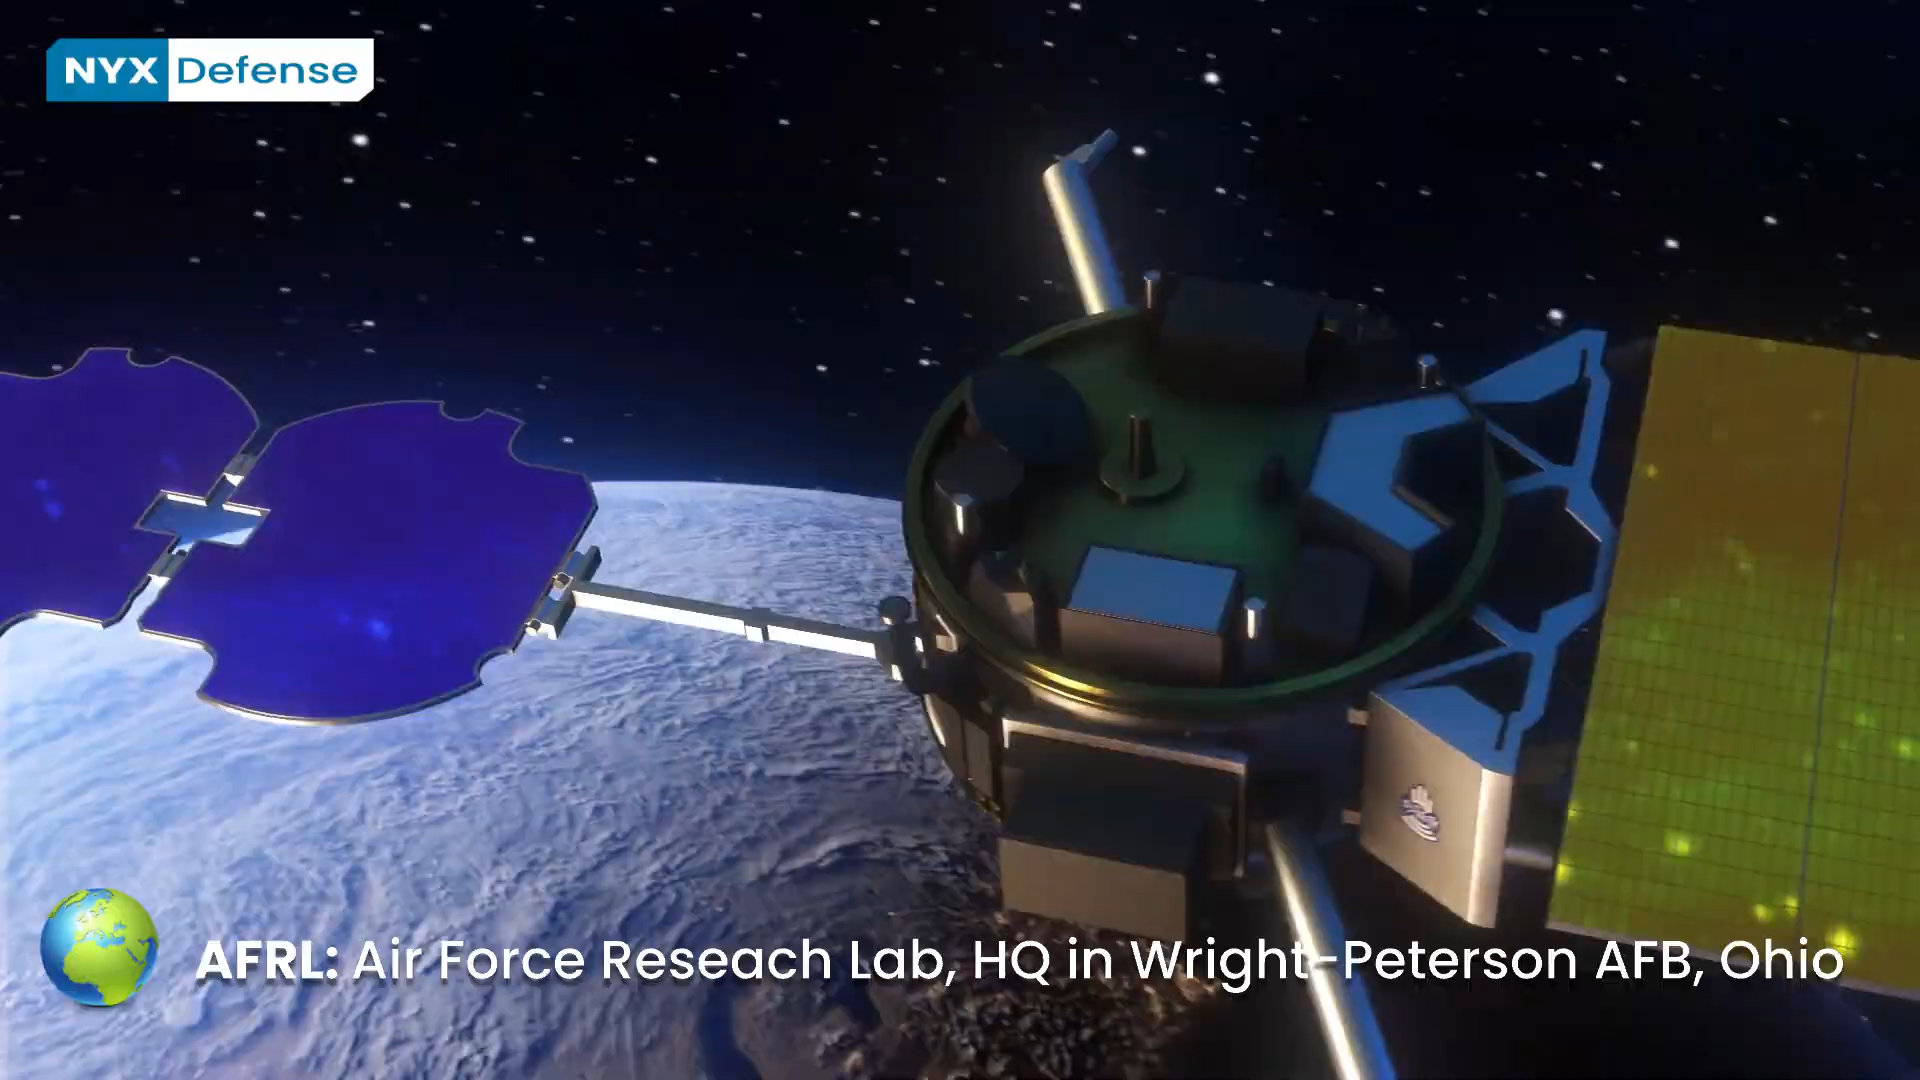 NYX Defense
AFRL: Air Force Reseach Lab, HQ in Wright-Peterson AFB, Ohio